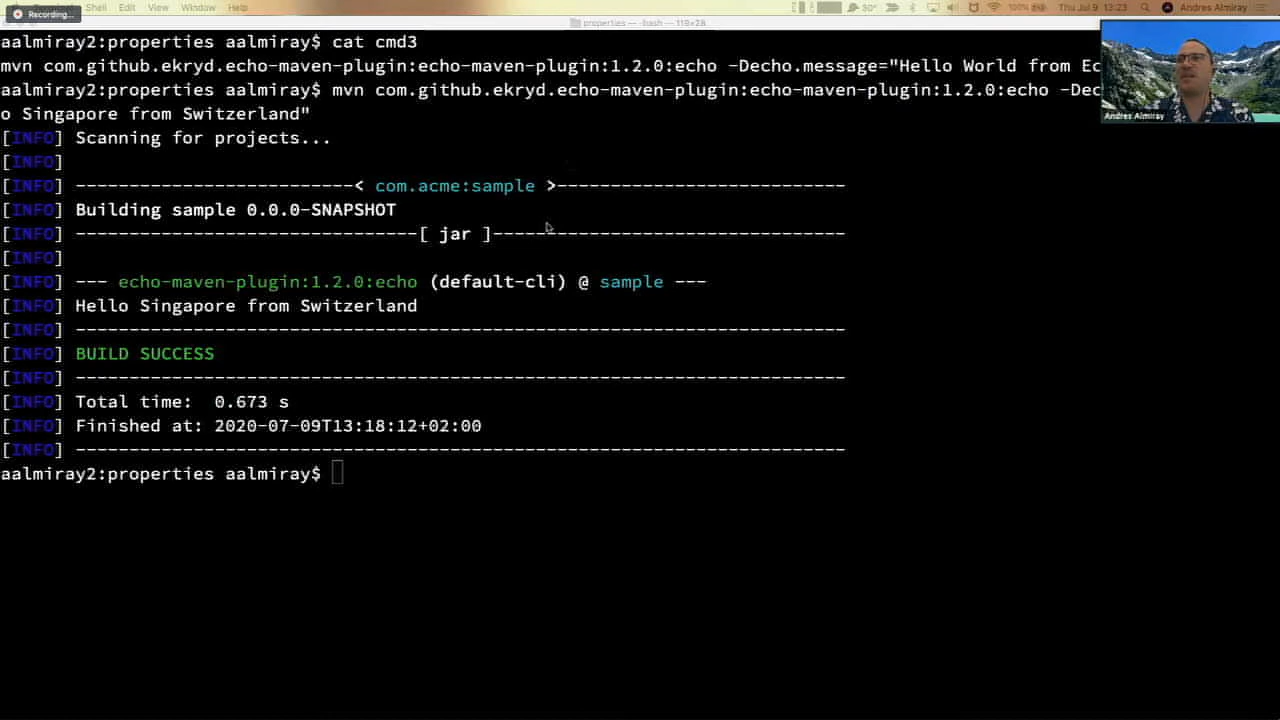 Recording...
Shell Edit View Window Help
100% Thu Jul 9 12:23 Andres Almiray
properties — -bash — 119×28
aalmiray2:properties aalmiray$ cat cmd3
mvn com.github.ekryd.echo-maven-plugin:echo-maven-plugin:1.2.0:echo -Decho.message="Hello World from Ec
aalmiray2:properties aalmiray$ mvn com.github.ekryd.echo-maven-plugin:echo-maven-plugin:1.2.0:echo -Dec
o Singapore from Switzerland"
[INFO] Scanning for projects...
[INFO]
[INFO] --------------------------< com.acme:sample >---------------------------
[INFO] Building sample 0.0.0-SNAPSHOT
[INFO] --------------------------------[ jar ]---------------------------------
[INFO]
[INFO] --- echo-maven-plugin:1.2.0:echo (default-cli) @ sample ---
[INFO] Hello Singapore from Switzerland
[INFO] ------------------------------------------------------------------------
[INFO] BUILD SUCCESS
[INFO] ------------------------------------------------------------------------
[INFO] Total time:  0.673 s
[INFO] Finished at: 2020-07-09T13:18:12+02:00
[INFO] ------------------------------------------------------------------------
aalmiray2:properties aalmiray$
Andres Almiray